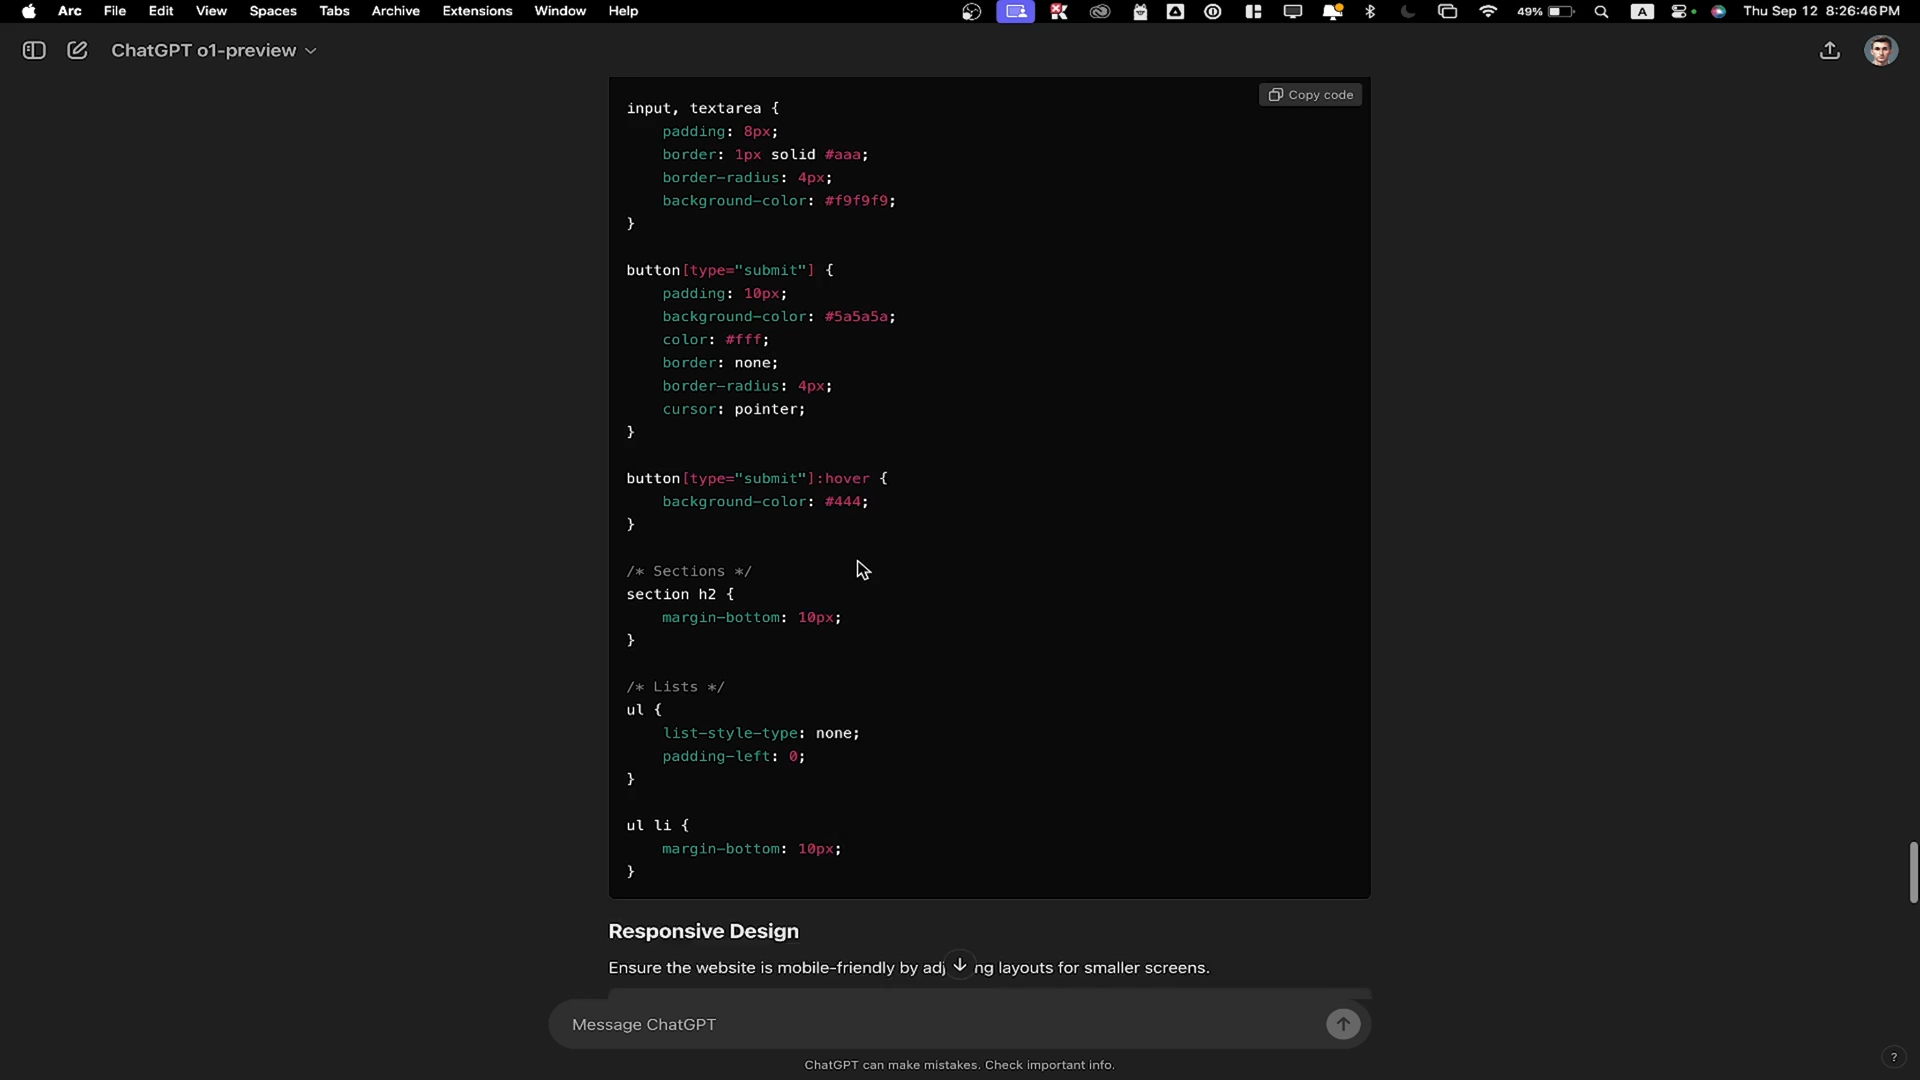 Arc File Edit View Spaces Tabs Archive Extensions Window Help 49% A Thu Sep 12 8:26:46 PM
ChatGPT o1-preview
Copy code
input, textarea {
padding: 8px;
border: 1px solid #aaa;
border-radius: 4px;
background-color: #f9f9f9;
}
button[type="submit"] {
padding: 10px;
background-color: #5a5a5a;
color: #fff;
border: none;
border-radius: 4px;
cursor: pointer;
}
button[type="submit"]:hover {
background-color: #444;
}
/* Sections */
section h2 {
margin-bottom: 10px;
}
/* Lists */
ul {
list-style-type: none;
padding-left: 0;
}
ul li {
margin-bottom: 10px;
}
Responsive Design
Ensure the website is mobile-friendly by layouts for smaller screens.
Message ChatGPT
ChatGPT can make mistakes. Check important info.
?